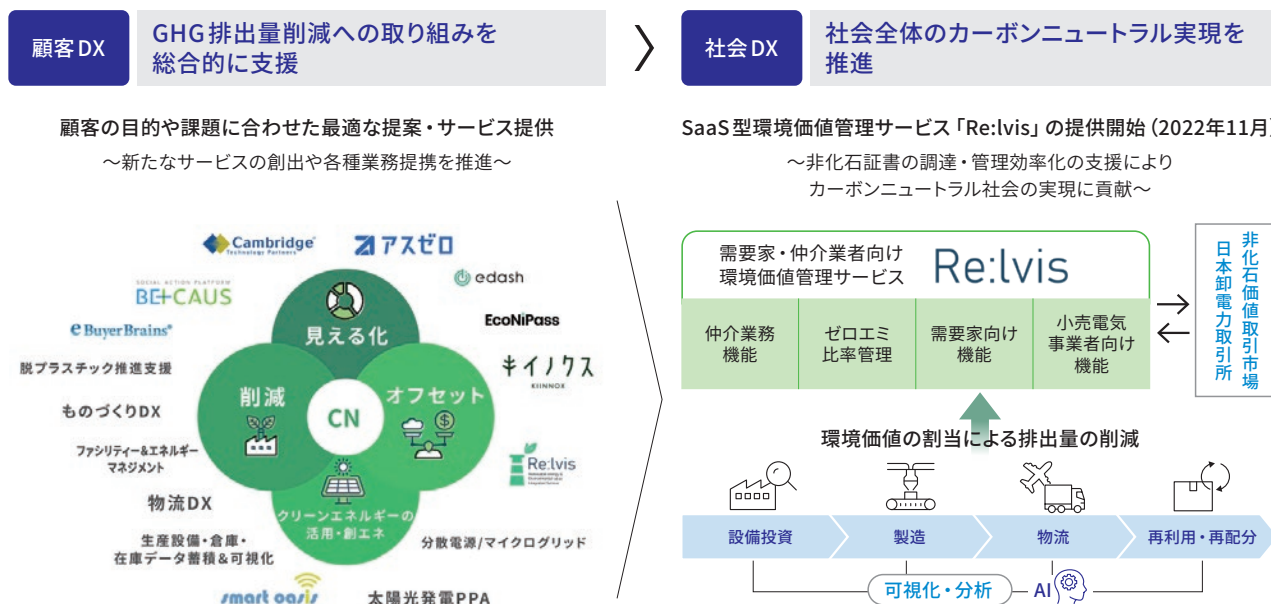 顧客DX
GHG排出量削減への取り組みを
総合的に支援
社会DX
社会全体のカーボンニュートラル実現を
推進
顧客の目的や課題に合わせた最適な提案・サービス提供
～新たなサービスの創出や各種業務提携を推進～
Cambridge
Technology Partners
アスゼロ
SOCIAL ACTION PLATFORM
BE+CAUS
edash
eBuyerBrains
EcoNiPass
脱プラスチック推進支援
キイノクス
KIINNOX
ものづくりDX
ファシリティー&エネルギー
マネジメント
Re:lvis
物流DX
生産設備・倉庫・
在庫データ蓄積&可視化
分散電源/マイクログリッド
smart oasis
太陽光発電PPA
見える化
削減
CN
オフセット
クリーンエネルギーの
活用・創エネ
SaaS型環境価値管理サービス「Re:lvis」の提供開始（2022年11月）
～非化石証書の調達・管理効率化の支援により
カーボンニュートラル社会の実現に貢献～
需要家・仲介業者向け
環境価値管理サービス
Re:lvis
仲介業務
機能
ゼロエミ
比率管理
需要家向け
機能
小売電気
事業者向け
機能
非化石価値取引市場
日本卸電力取引所
環境価値の割当による排出量の削減
設備投資
製造
物流
再利用・再配分
可視化・分析
AI